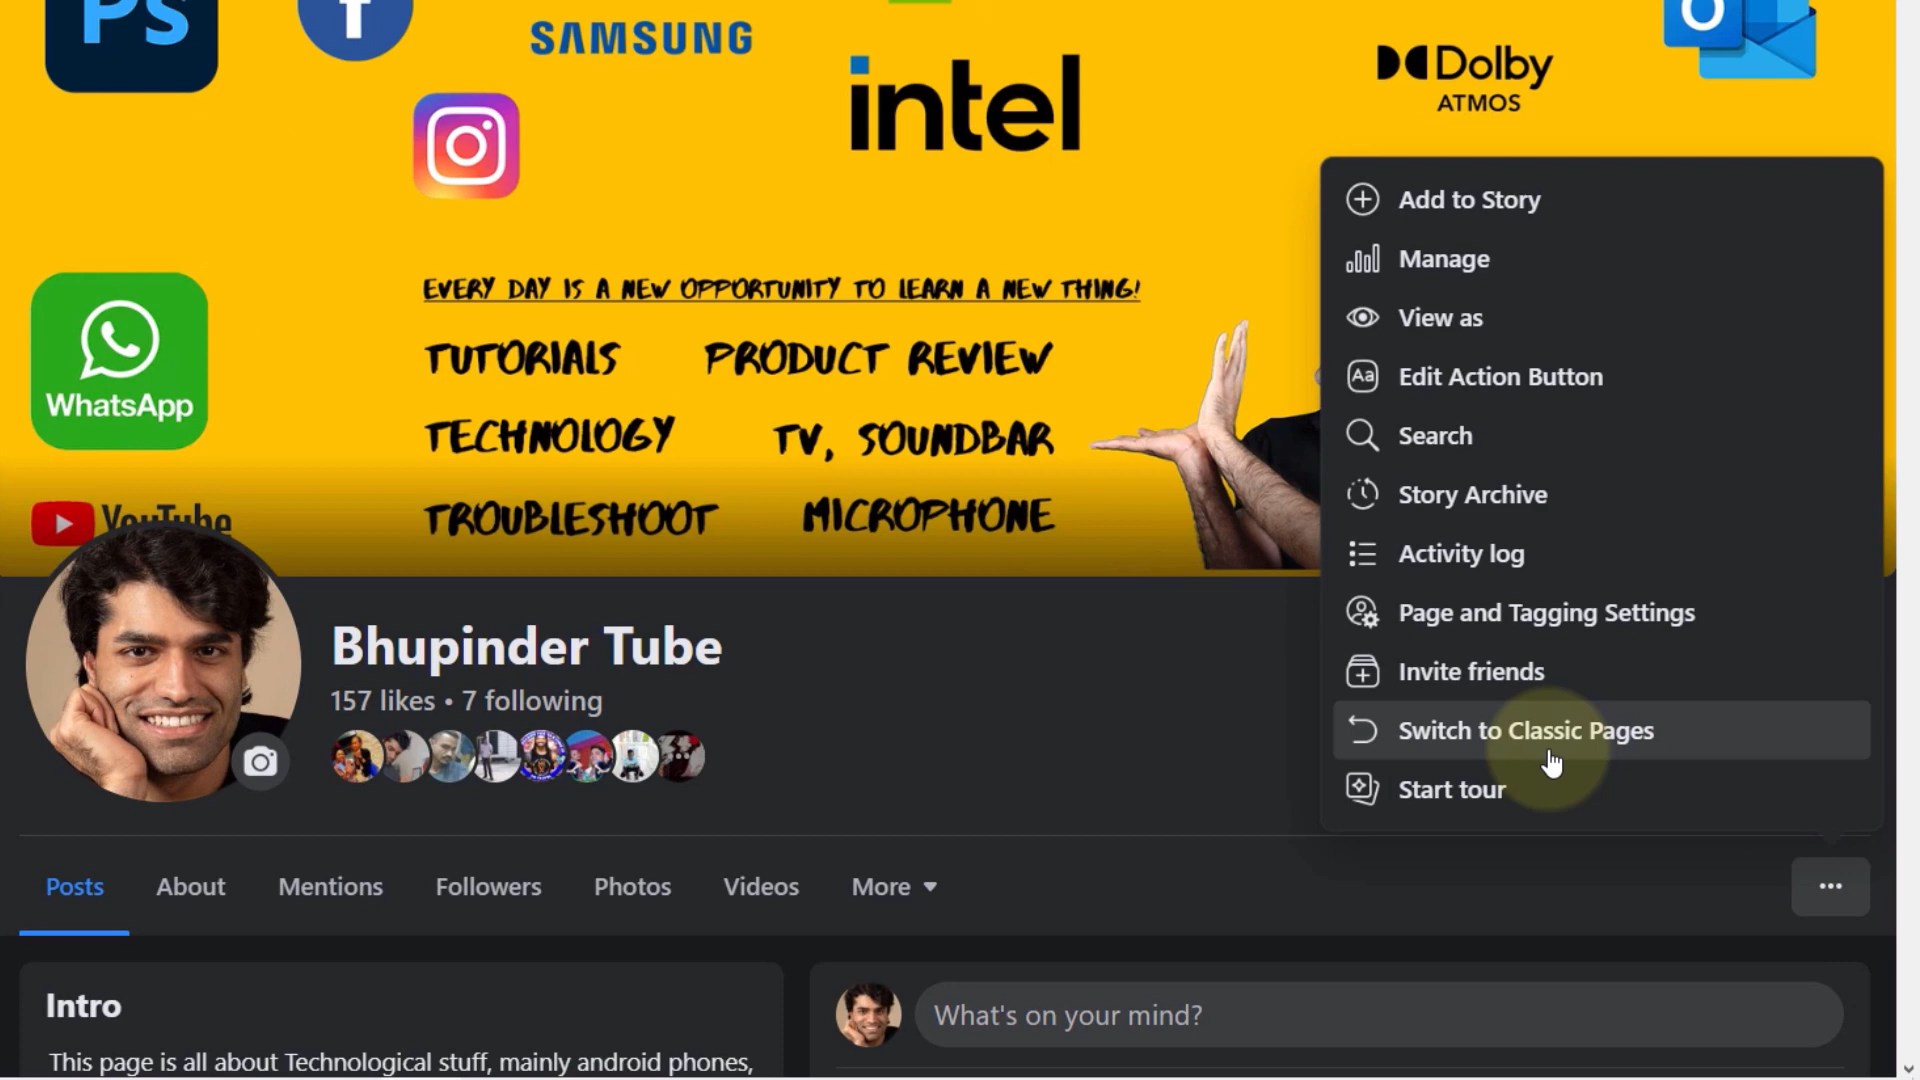 Ps
f
SAMSUNG
intel
Dolby
ATMOS
O
EVERY DAY IS A NEW OPPORTUNITY TO LEARN A NEW THING!
TUTORIALS PRODUCT REVIEW
TECHNOLOGY TV, SOUNDBAR
TROUBLESHOOT MICROPHONE
WhatsApp
YouTube
Add to Story
Manage
View as
Aa Edit Action Button
Search
Story Archive
Activity log
Page and Tagging Settings
Invite friends
Switch to Classic Pages
Start tour
Bhupinder Tube
157 likes • 7 following
Posts About Mentions Followers Photos Videos More ...
Intro
This page is all about Technological stuff, mainly android phones,
What's on your mind?